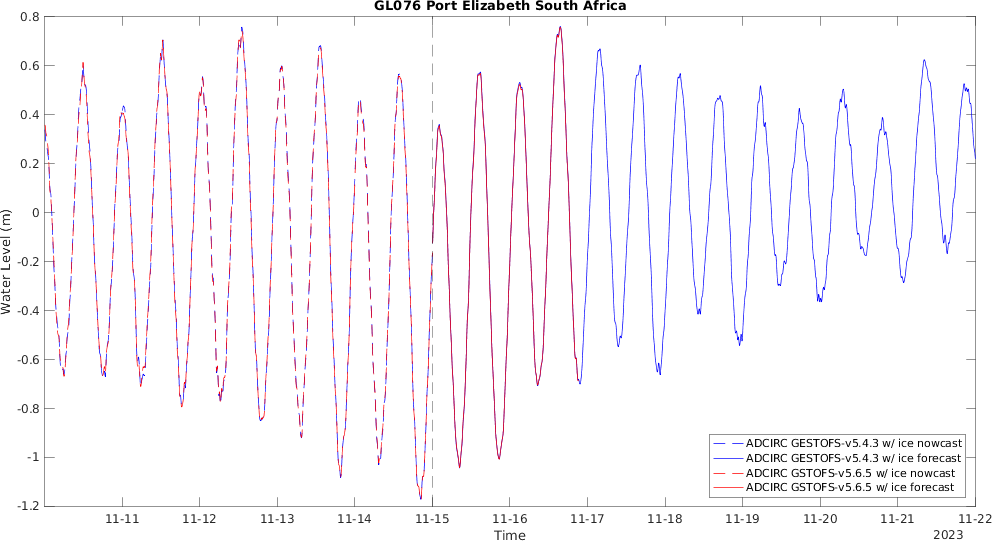 GL076 Port Elizabeth South Africa
0.8
0.6
0.4
0.2
0
-0.2
-0.4
-0.6
-0.8
-1
-1.2
Water Level (m)
ADCIRC GESTOFS-v5.4.3 w/ ice nowcast
ADCIRC GESTOFS-v5.4.3 w/ ice forecast
ADCIRC GSTOFS-v5.6.5 w/ ice nowcast
ADCIRC GSTOFS-v5.6.5 w/ ice forecast
11-11 11-12 11-13 11-14 11-15 11-16 11-17 11-18 11-19 11-20 11-21 11-22
Time
2023